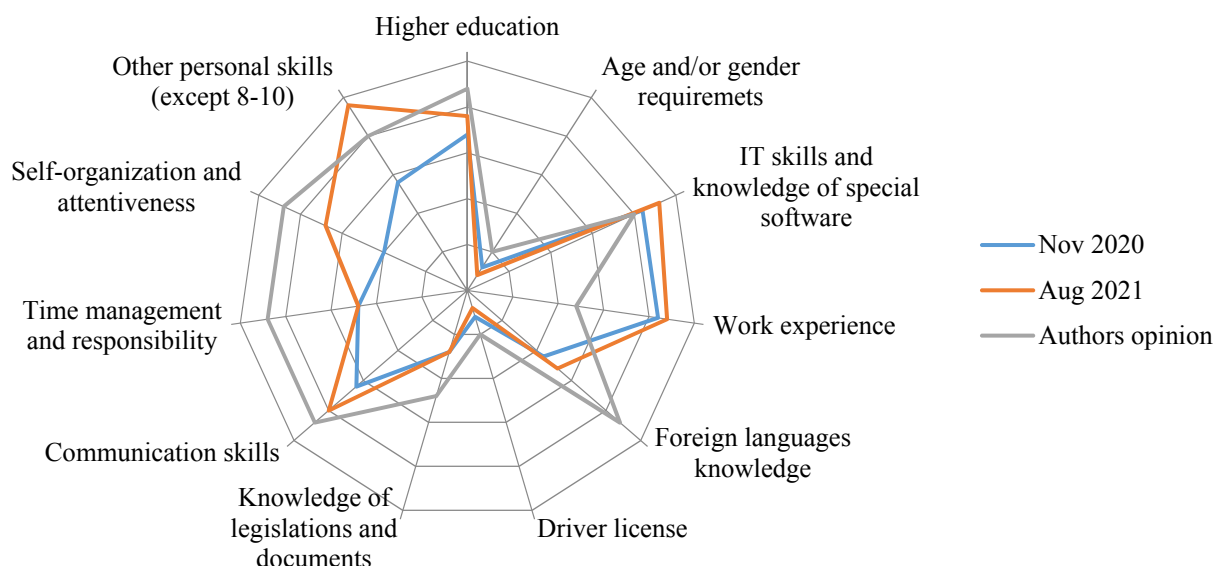 Higher education
Age and/or gender
requiremets
IT skills and
knowledge of special
software
Work experience
Foreign languages
knowledge
Driver license
Knowledge of
legislations and
documents
Communication skills
Time management
and responsibility
Self-organization and
attentiveness
Other personal skills
(except 8-10)
Nov 2020
Aug 2021
Authors opinion